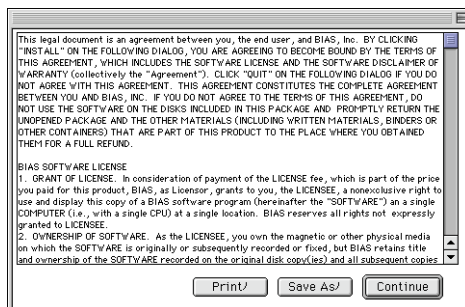 This legal document is an agreement between you, the end user, and BIAS, Inc. BY CLICKING
"INSTALL" ON THE FOLLOWING DIALOG, YOU ARE AGREEING TO BECOME BOUND BY THE TERMS OF
THIS AGREEMENT, WHICH INCLUDES THE SOFTWARE LICENSE AND THE SOFTWARE DISCLAIMER OF
WARRANTY (collectively the "Agreement"). CLICK "QUIT" ON THE FOLLOWING DIALOG IF YOU DO
NOT AGREE WITH THIS AGREEMENT. THIS AGREEMENT CONSTITUTES THE COMPLETE AGREEMENT
BETWEEN YOU AND BIAS, INC. IF YOU DO NOT AGREE TO THE TERMS OF THIS AGREEMENT, DO
NOT USE THE SOFTWARE ON THE DISKS INCLUDED IN THIS PACKAGE AND PROMPTLY RETURN THE
UNOPENED PACKAGE AND THE OTHER MATERIALS (INCLUDING WRITTEN MATERIALS, BINDERS OR
OTHER CONTAINERS) THAT ARE PART OF THIS PRODUCT TO THE PLACE WHERE YOU OBTAINED
THEM FOR A FULL REFUND.
BIAS SOFTWARE LICENSE
1. GRANT OF LICENSE. In consideration of payment of the LICENSE fee, which is part of the price
you paid for this product, BIAS, as Licensor, grants to you, the LICENSEE, a nonexclusive right to
use and display this copy of a BIAS software program (hereinafter the "SOFTWARE") on a single
COMPUTER (i.e., with a single CPU) at a single location. BIAS reserves all rights not expressly
granted to LICENSEE.
2. OWNERSHIP OF SOFTWARE. As the LICENSEE, you own the magnetic or other physical media
on which the SOFTWARE is originally or subsequently recorded or fixed, but BIAS retains title
and ownership of the SOFTWARE recorded on the original disk copy(ies) and all subsequent copies
Print/ Save As/ Continue